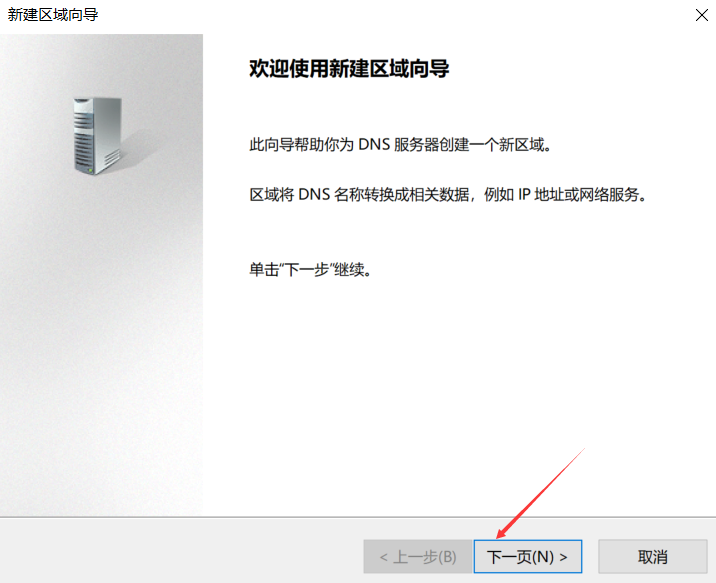 新建区域向导
欢迎使用新建区域向导
此向导帮助你为 DNS 服务器创建一个新区域。
区域将 DNS 名称转换成相关数据，例如 IP 地址或网络服务。
单击“下一步”继续。
< 上一步(B)
下一页(N) >
取消